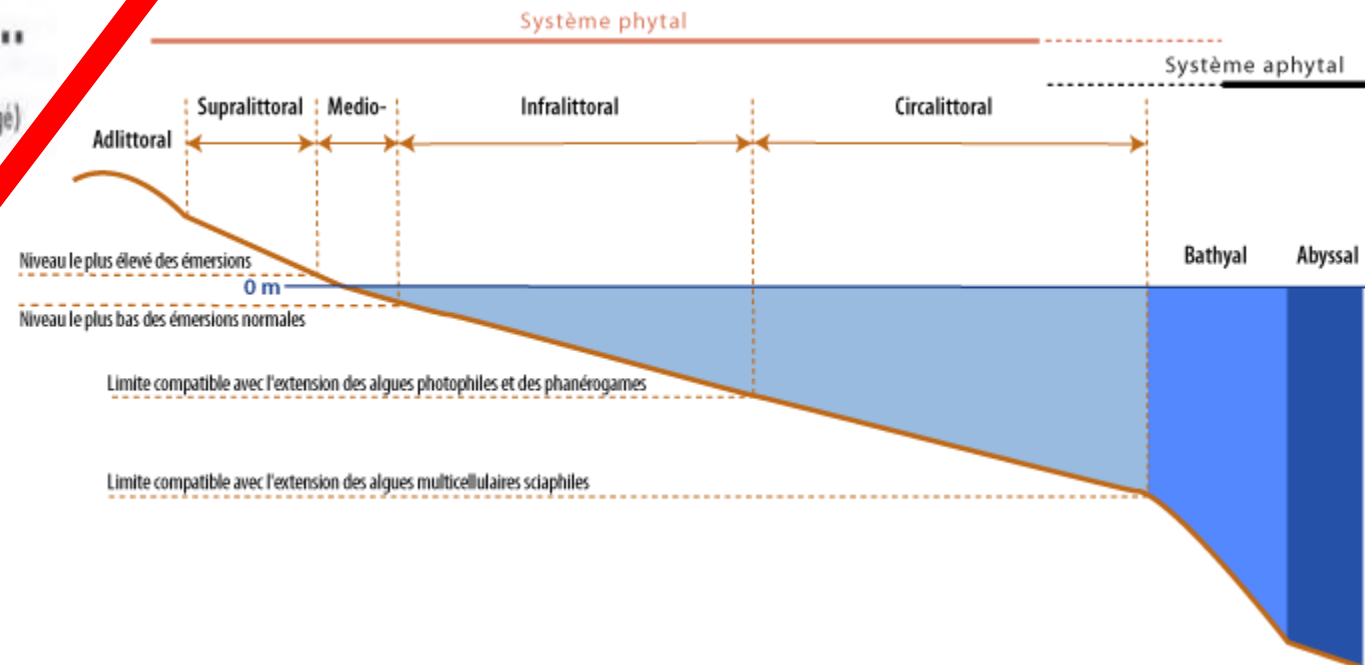 Système phytal
Système aphytal
Supralittoral Medio- Infralittoral Circalittoral
Adlittoral
Bathyal Abyssal
Niveau le plus élevé des émersions
0 m
Niveau le plus bas des émersions normales
Limite compatible avec l'extension des algues photophiles et des phanérogames
Limite compatible avec l'extension des algues multicellulaires sciaphiles